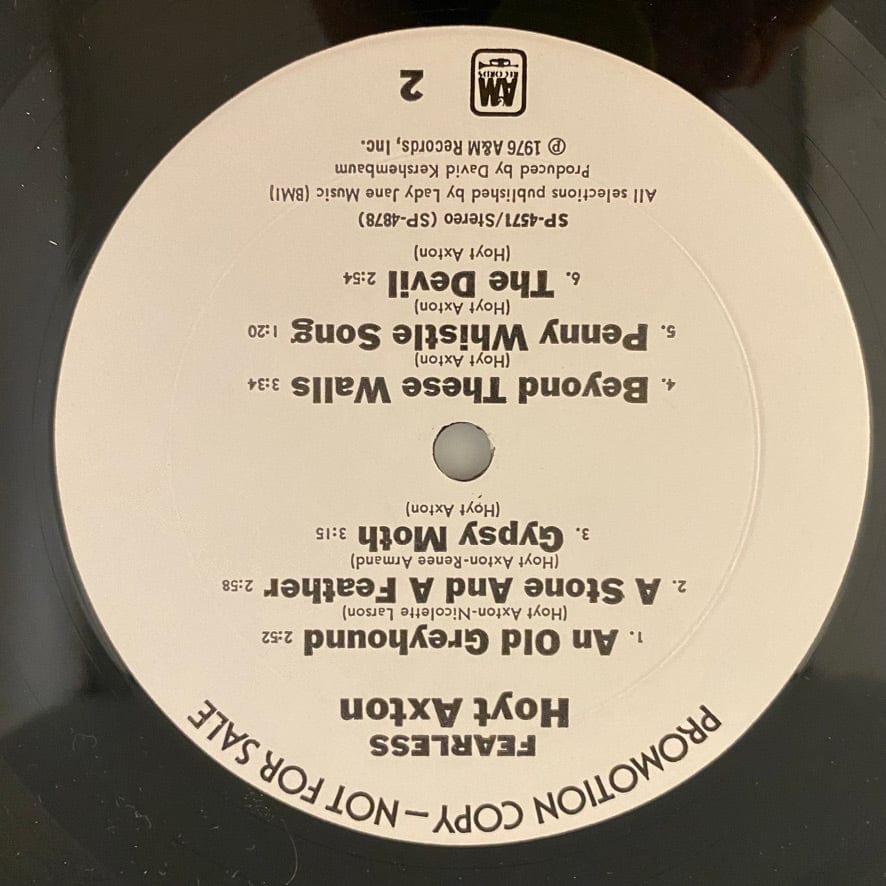 PROMOTION COPY — NOT FOR SALE
FEARLESS
Hoyt Axton
1. An Old Greyhound 2:52
(Hoyt Axton-Nicolette Larson)
2. A Stone And A Feather 2:58
(Hoyt Axton-Renee Armand)
3. Gypsy Moth 3:15
(Hoyt Axton)
4. Beyond These Walls 3:34
(Hoyt Axton)
5. Penny Whistle Song 1:20
(Hoyt Axton)
6. The Devil 2:54
(Hoyt Axton)
SP-4571/Stereo (SP-4878)
All selections published by Lady Jane Music (BMI)
Produced by David Kershembaum
℗ 1976 A&M Records, Inc.
A&M
RECORDS
2